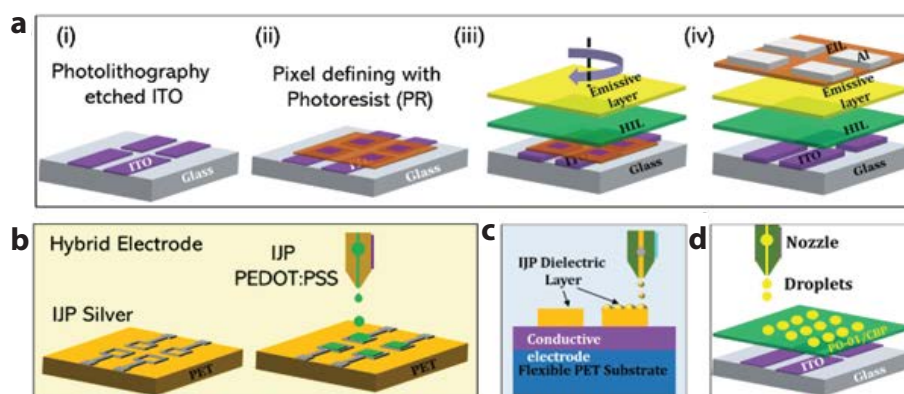 a
(i)
Photolithography
etched ITO
ITO
Glass
(ii)
Pixel defining with
Photoresist (PR)
Glass
(iii)
Emissive layer
HIL
ITO
Glass
(iv)
EIL
Al
Emissive layer
HIL
ITO
Glass
b
Hybrid Electrode
IJP
PEDOT:PSS
IJP Silver
PET
PET
c
IJP Dielectric
Layer
Conductive
electrode
Flexible PET Substrate
d
Nozzle
Droplets
PO-01/CBP
ITO
Glass